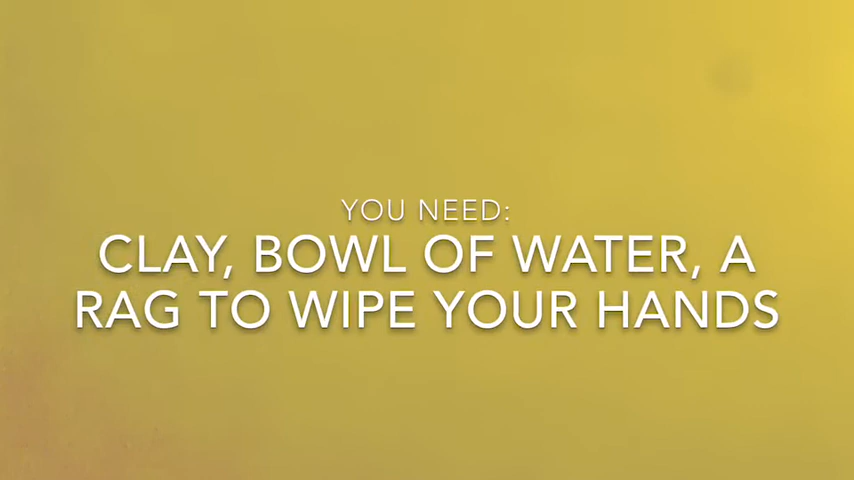 YOU NEED:
CLAY, BOWL OF WATER, A
RAG TO WIPE YOUR HANDS